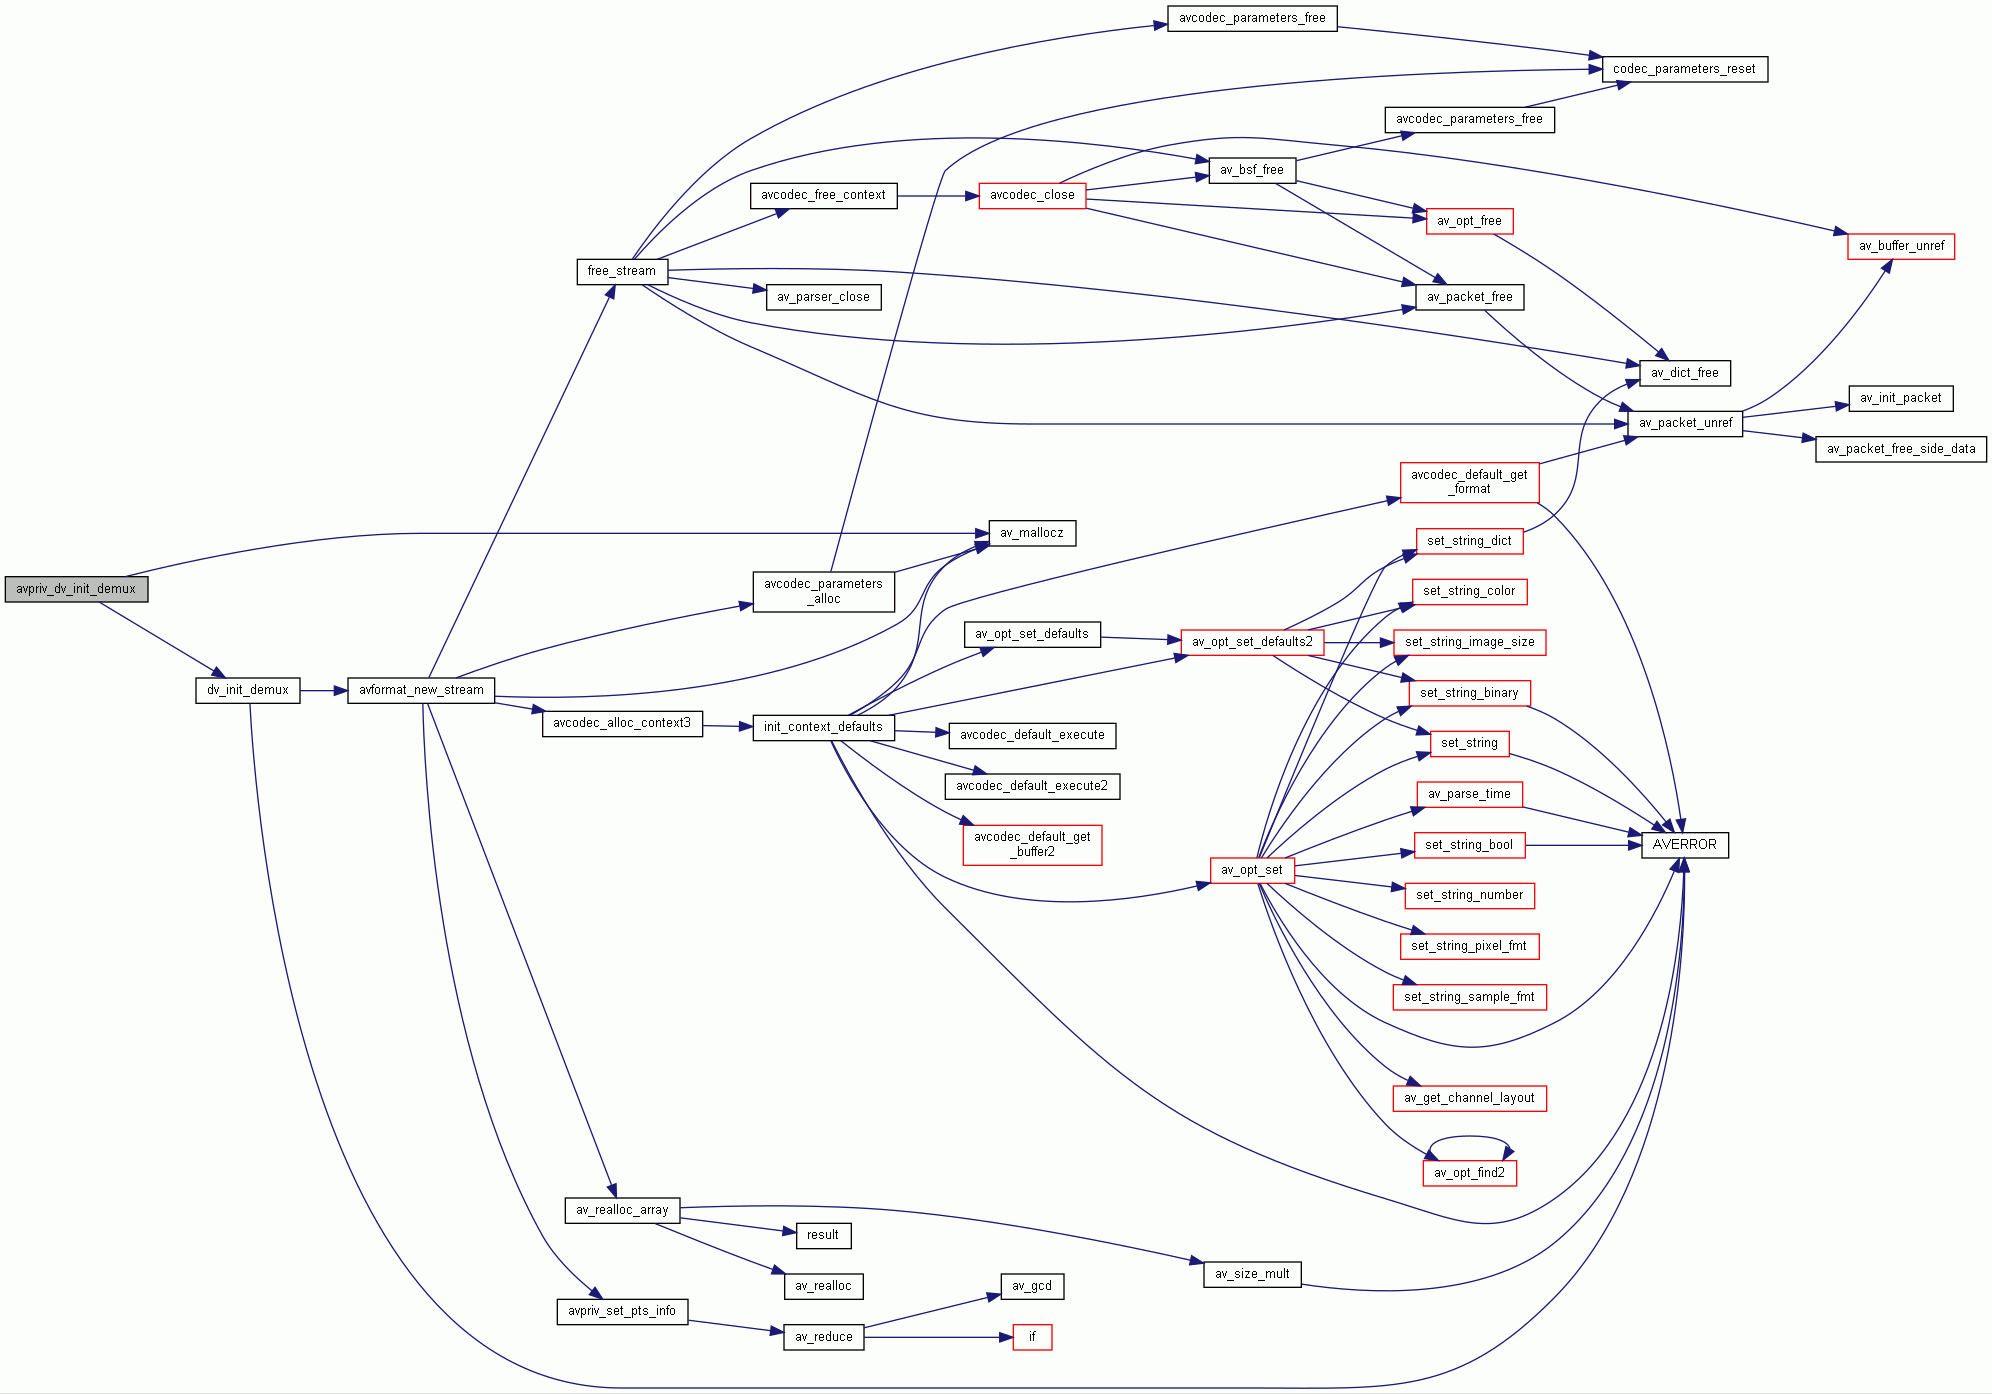 avcodec_parameters_free
codec_parameters_reset
avcodec_parameters_free
av_bsf_free
avcodec_free_context
avcodec_close
av_opt_free
av_buffer_unref
free_stream
av_parser_close
av_packet_free
av_dict_free
av_init_packet
av_packet_unref
av_packet_free_side_data
avcodec_default_get
_format
av_mallocz
set_string_dict
avpriv_dv_init_demux
avcodec_parameters
_alloc
set_string_color
av_opt_set_defaults
av_opt_set_defaults2
set_string_image_size
dv_init_demux
avformat_new_stream
set_string_binary
avcodec_alloc_context3
init_context_defaults
avcodec_default_execute
set_string
avcodec_default_execute2
av_parse_time
avcodec_default_get
_buffer2
set_string_bool
AVERROR
av_opt_set
set_string_number
set_string_pixel_fmt
set_string_sample_fmt
av_get_channel_layout
av_opt_find2
av_realloc_array
result
av_size_mult
av_realloc
av_gcd
avpriv_set_pts_info
av_reduce
if